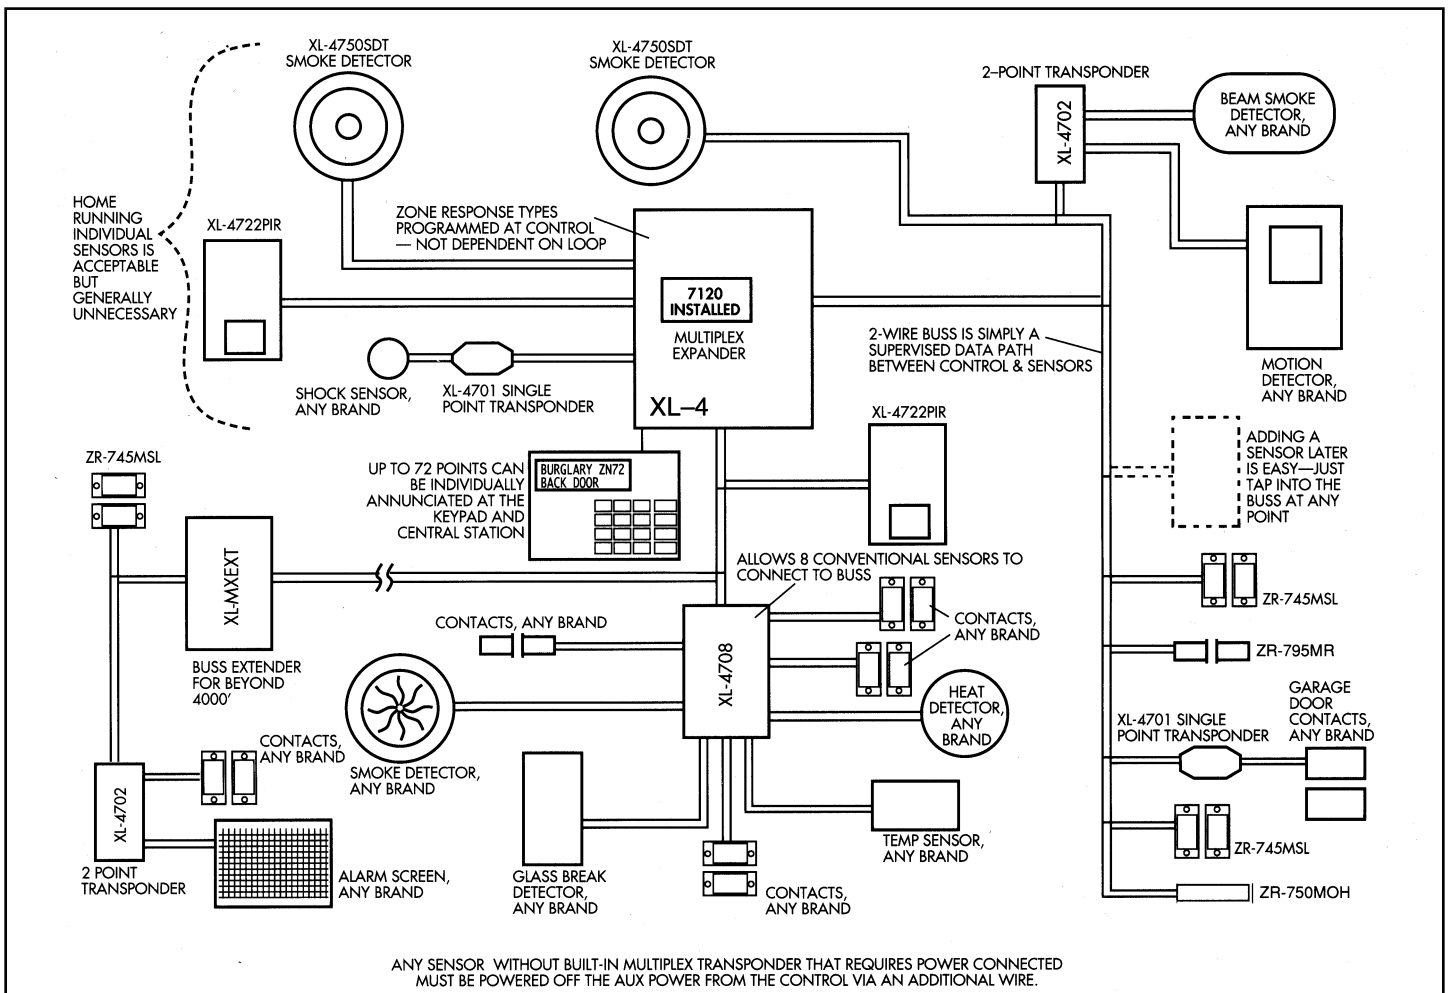 XL-4750SDT
SMOKE DETECTOR
XL-4750SDT
SMOKE DETECTOR
2–POINT TRANSPONDER
XL-4702
BEAM SMOKE
DETECTOR,
ANY BRAND
HOME
RUNNING
INDIVIDUAL
SENSORS IS
ACCEPTABLE
BUT
GENERALLY
UNNECESSARY
XL-4722PIR
ZONE RESPONSE TYPES
PROGRAMMED AT CONTROL
— NOT DEPENDENT ON LOOP
7120
INSTALLED
MULTIPLEX
EXPANDER
XL–4
2-WIRE BUSS IS SIMPLY A
SUPERVISED DATA PATH
BETWEEN CONTROL & SENSORS
MOTION
DETECTOR,
ANY BRAND
SHOCK SENSOR,
ANY BRAND
XL-4701 SINGLE
POINT TRANSPONDER
XL-4722PIR
ADDING A
SENSOR LATER
IS EASY—JUST
TAP INTO THE
BUSS AT ANY
POINT
ZR-745MSL
UP TO 72 POINTS CAN
BE INDIVIDUALLY
ANNUNCIATED AT THE
KEYPAD AND
CENTRAL STATION
BURGLARY ZN72
BACK DOOR
XL-MXEXT
BUSS EXTENDER
FOR BEYOND
4000'
ALLOWS 8 CONVENTIONAL SENSORS TO
CONNECT TO BUSS
CONTACTS, ANY BRAND
XL-4708
CONTACTS,
ANY BRAND
ZR-745MSL
ZR-795MR
HEAT
DETECTOR,
ANY
BRAND
GARAGE
DOOR
CONTACTS,
ANY BRAND
XL-4701 SINGLE
POINT TRANSPONDER
CONTACTS,
ANY BRAND
SMOKE DETECTOR,
ANY BRAND
XL-4702
2 POINT
TRANSPONDER
ALARM SCREEN,
ANY BRAND
GLASS BREAK
DETECTOR,
ANY BRAND
CONTACTS,
ANY BRAND
TEMP SENSOR,
ANY BRAND
ZR-745MSL
ZR-750MOH
ANY SENSOR WITHOUT BUILT-IN MULTIPLEX TRANSPONDER THAT REQUIRES POWER CONNECTED
MUST BE POWERED OFF THE AUX POWER FROM THE CONTROL VIA AN ADDITIONAL WIRE.